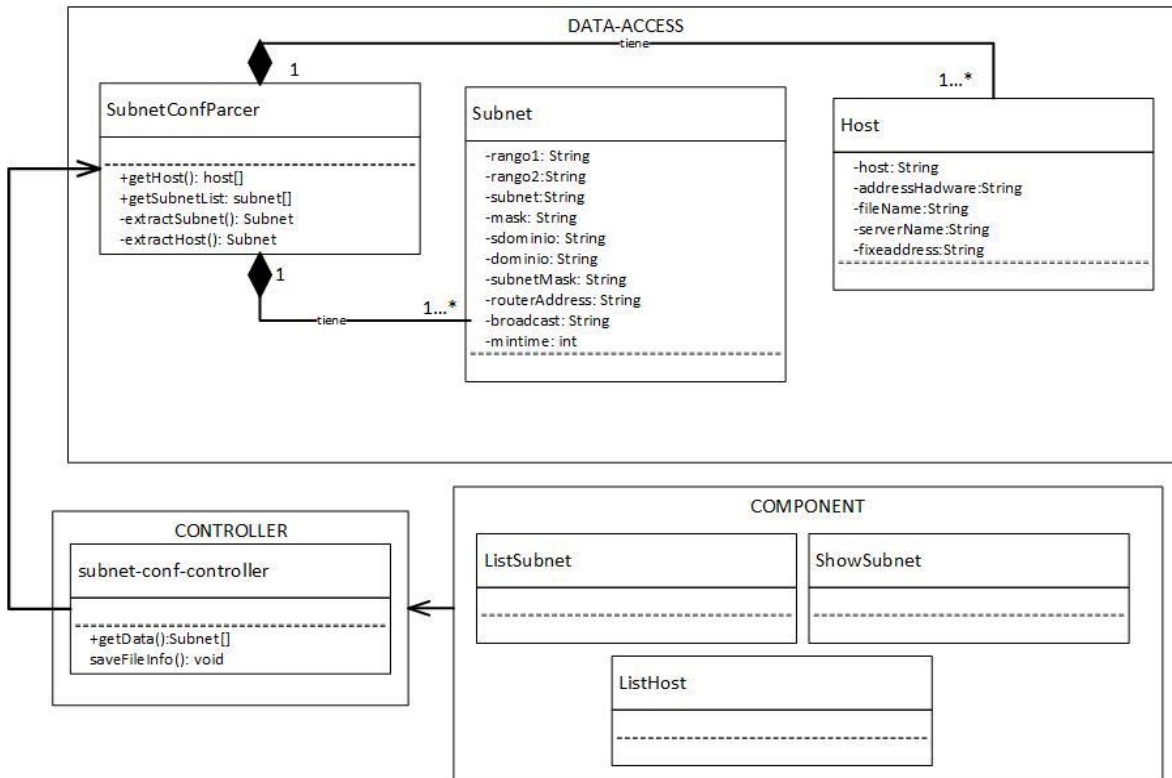 DATA-ACCESS
tiene
1
1...*
SubnetConfParcer
+getHost(): host[]
+getSubnetList: subnet[]
-extractSubnet(): Subnet
-extractHost(): Subnet
Subnet
-rango1: String
-rango2:String
-subnet:String
-mask: String
-sdominio: String
-dominio: String
-subnetMask: String
-routerAddress: String
-broadcast: String
-mintime: int
Host
-host: String
-addressHadware:String
-fileName:String
-serverName:String
-fixeaddress:String
1
1...*
tiene
CONTROLLER
subnet-conf-controller
+getData():Subnet[]
saveFileInfo(): void
COMPONENT
ListSubnet
ShowSubnet
ListHost